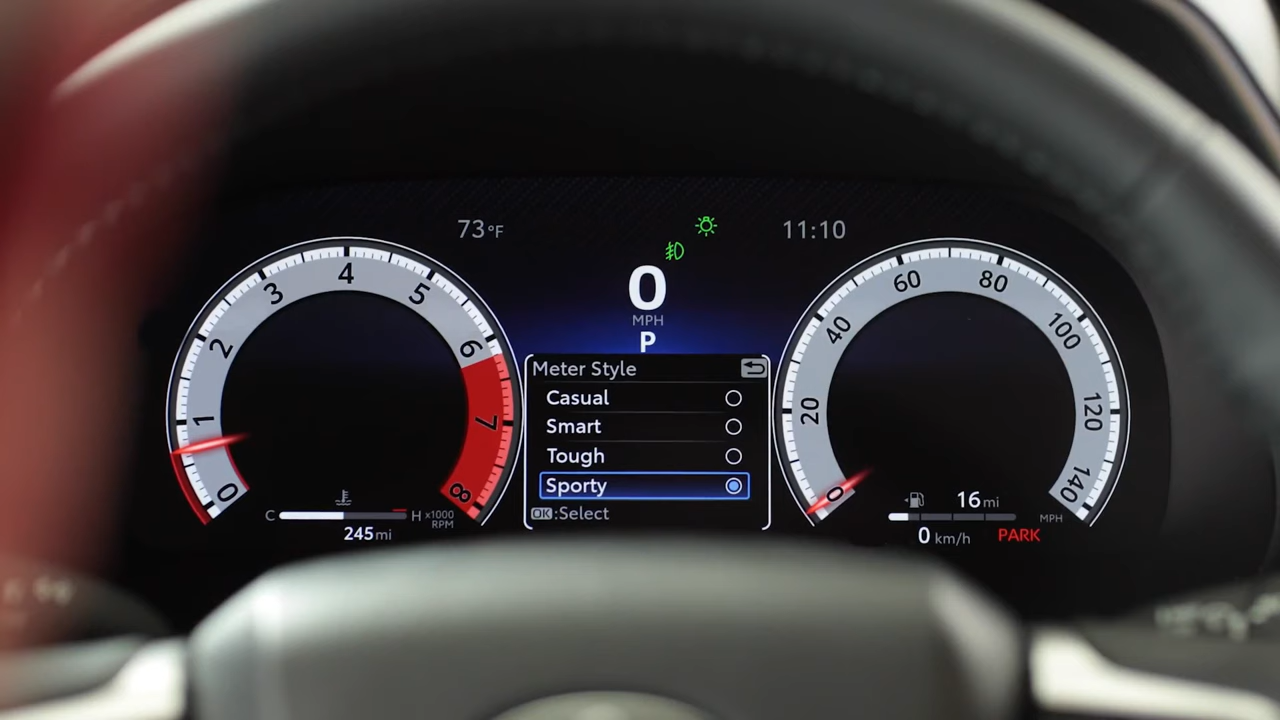 73°F
11:10
0
MPH
P
0 1 2 3 4 5 6 7 8
x1000
RPM
C H
245 mi
Meter Style
Casual
Smart
Tough
Sporty
OK:Select
0 20 40 60 80 100 120 140
MPH
16 mi
0 km/h
PARK